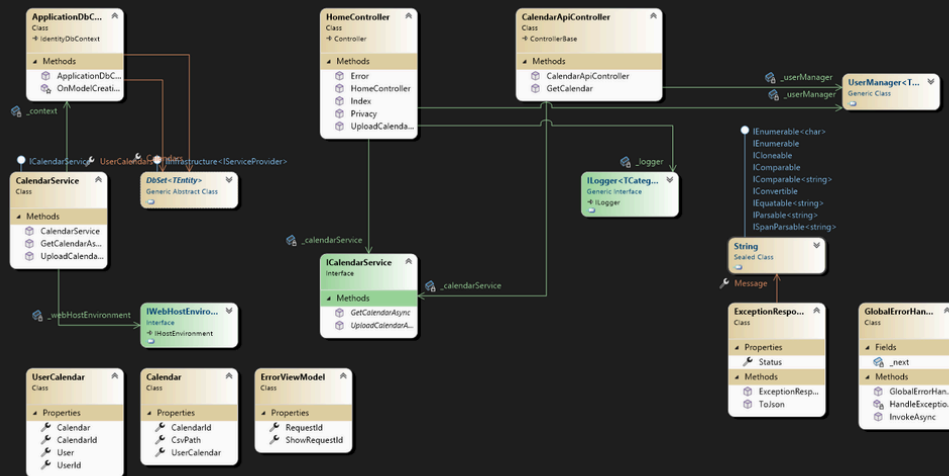 ApplicationDbC...
Class
IdentityDbContext
Methods
ApplicationDbC...
OnModelCreati...
_context
HomeController
Class
Controller
Methods
Error
HomeController
Index
Privacy
UploadCalenda...
CalendarApiController
Class
ControllerBase
Methods
CalendarApiController
GetCalendar
_userManager
_userManager
UserManager<T...
Generic Class
ICalendarService
UserCalendars
IInfrastructure<IServiceProvider>
CalendarService
Class
Methods
CalendarService
GetCalendarAs...
UploadCalenda...
DbSet<TEntity>
Generic Abstract Class
_logger
ILogger<TCateg...
Generic Interface
ILogger
IEnumerable<char>
IEnumerable
ICloneable
IComparable
IComparable<string>
IConvertible
IEquatable<string>
IParsable<string>
ISpanParsable<string>
String
Sealed Class
Message
_calendarService
ICalendarService
Interface
Methods
GetCalendarAsync
UploadCalendarA...
_calendarService
_webHostEnvironment
IWebHostEnviro...
Interface
IHostEnvironment
ExceptionRespo...
Class
Properties
Status
Methods
ExceptionResp...
ToJson
GlobalErrorHan...
Class
Fields
_next
Methods
GlobalErrorHan...
HandleExceptio...
InvokeAsync
UserCalendar
Class
Properties
Calendar
CalendarId
User
UserId
Calendar
Class
Properties
CalendarId
CsvPath
UserCalendar
ErrorViewModel
Class
Properties
RequestId
ShowRequestId